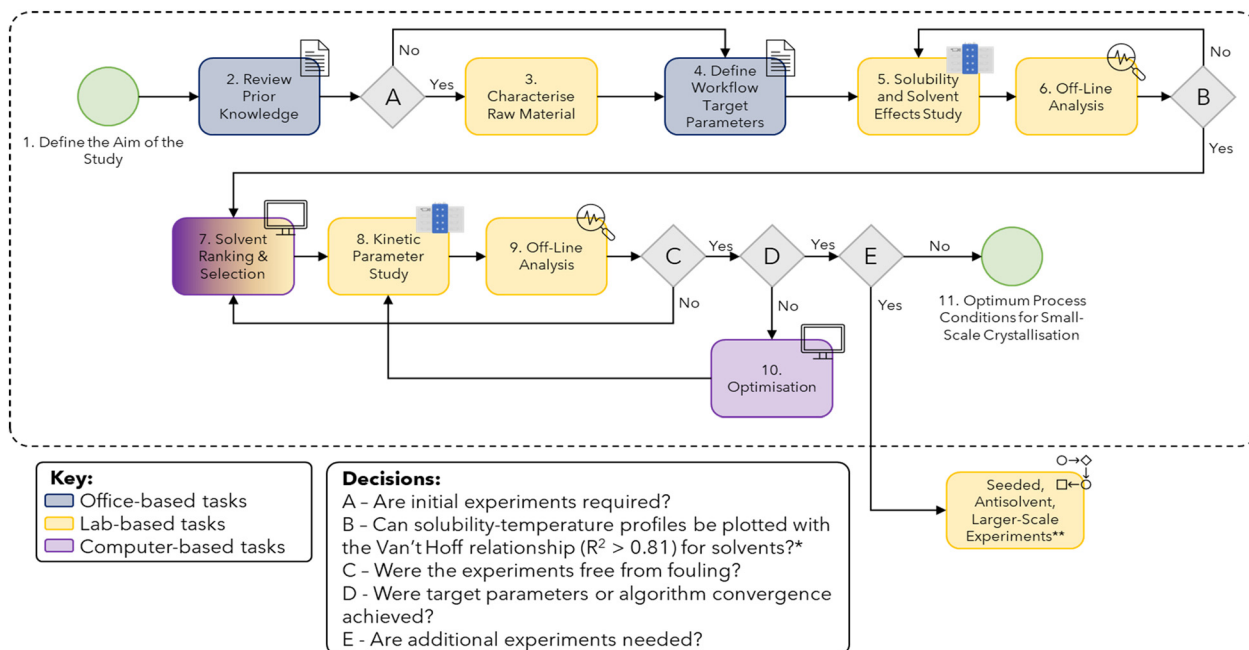 No
2. Review
Prior
Knowledge
A
Yes
3.
Characterise
Raw Material
4. Define
Workflow
Target
Parameters
5. Solubility
and Solvent
Effects Study
6. Off-Line
Analysis
No
B
Yes
1. Define the Aim of the
Study
7. Solvent
Ranking &
Selection
8. Kinetic
Parameter
Study
9. Off-Line
Analysis
C
Yes
No
D
Yes
No
E
No
Yes
11. Optimum Process
Conditions for Small-
Scale Crystallisation
10.
Optimisation
Key:
Office-based tasks
Lab-based tasks
Computer-based tasks
Decisions:
A – Are initial experiments required?
B – Can solubility-temperature profiles be plotted with
the Van't Hoff relationship (R² > 0.81) for solvents?*
C – Were the experiments free from fouling?
D - Were target parameters or algorithm convergence
achieved?
E - Are additional experiments needed?
Seeded,
Antisolvent,
Larger-Scale
Experiments**